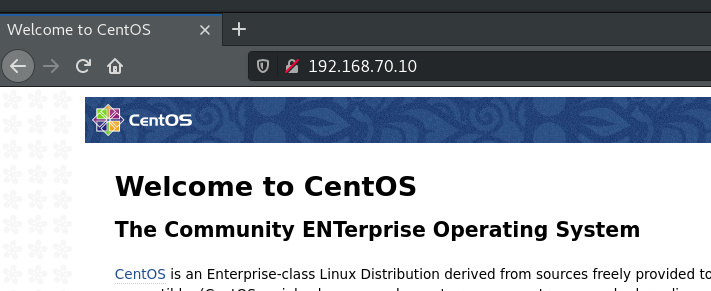 Welcome to CentOS
192.168.70.10
CentOS
Welcome to CentOS
The Community ENTerprise Operating System
CentOS is an Enterprise-class Linux Distribution derived from sources freely provided to